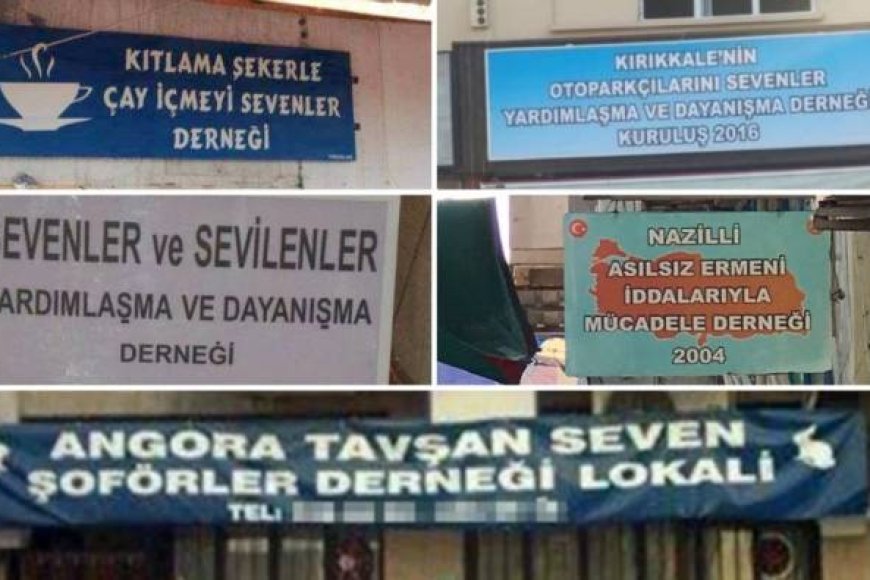 KITLAMA ŞEKERLE
ÇAY İÇMEYİ SEVENLER
DERNEĞİ
KIRIKKALE'NİN
OTOPARKÇILARINI SEVENLER
YARDIMLAŞMA VE DAYANIŞMA DERNEĞİ
KURULUŞ 2016
EVENLER ve SEVİLENLER
ARDIMLAŞMA VE DAYANIŞMA
DERNEĞİ
NAZİLLİ
ASILSIZ ERMENİ
İDDALARIYLA
MÜCADELE DERNEĞİ
2004
ANGORA TAVŞAN SEVEN
ŞOFÖRLER DERNEĞİ LOKALİ
TEL: